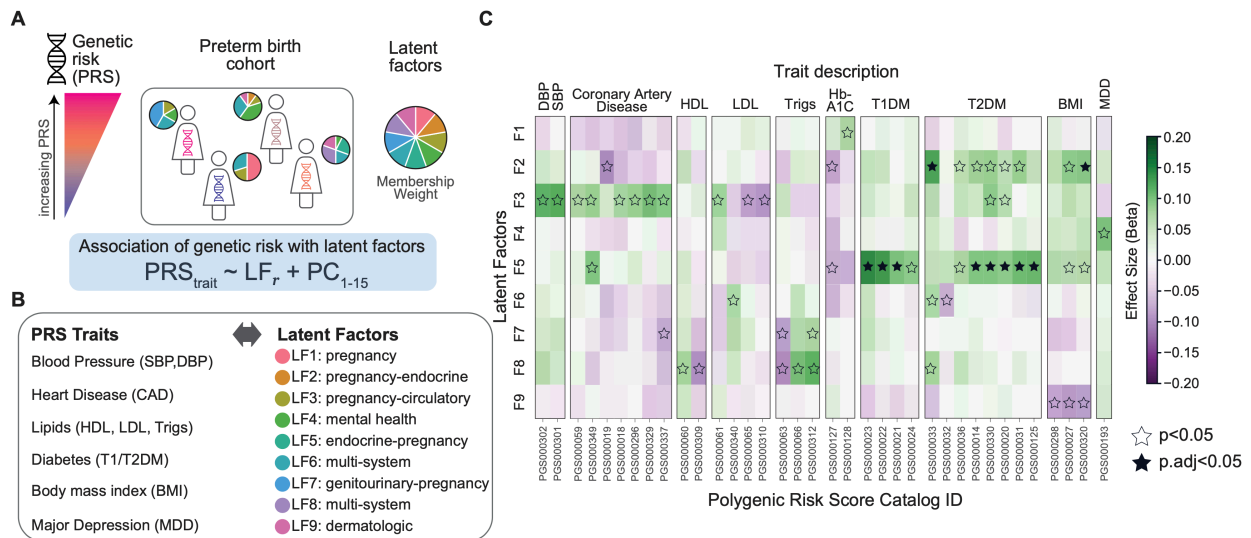 A
Genetic
risk
(PRS)
increasing PRS
Preterm birth
cohort
Latent
factors
Membership
Weight
Association of genetic risk with latent factors
PRStrait ~ LFr + PC1-15
B
PRS Traits
Blood Pressure (SBP,DBP)
Heart Disease (CAD)
Lipids (HDL, LDL, Trigs)
Diabetes (T1/T2DM)
Body mass index (BMI)
Major Depression (MDD)
Latent Factors
LF1: pregnancy
LF2: pregnancy-endocrine
LF3: pregnancy-circulatory
LF4: mental health
LF5: endocrine-pregnancy
LF6: multi-system
LF7: genitourinary-pregnancy
LF8: multi-system
LF9: dermatologic
C
Trait description
DBP
SBP
Coronary Artery
Disease
HDL
LDL
Trigs
Hb-
A1C
T1DM
T2DM
BMI
MDD
Latent Factors
F1
F2
F3
F4
F5
F6
F7
F8
F9
PGS000302
PGS000301
PGS000059
PGS000349
PGS000019
PGS000018
PGS000296
PGS000329
PGS000337
PGS000060
PGS000309
PGS000061
PGS000340
PGS000065
PGS000310
PGS000063
PGS000066
PGS000312
PGS000127
PGS000128
PGS000023
PGS000022
PGS000021
PGS000024
PGS000033
PGS000032
PGS000036
PGS000014
PGS000330
PGS000020
PGS000031
PGS000125
PGS000298
PGS000027
PGS000320
PGS000193
Polygenic Risk Score Catalog ID
Effect Size (Beta)
0.20
0.15
0.10
0.05
0.00
−0.05
−0.10
−0.15
−0.20
p<0.05
p.adj<0.05